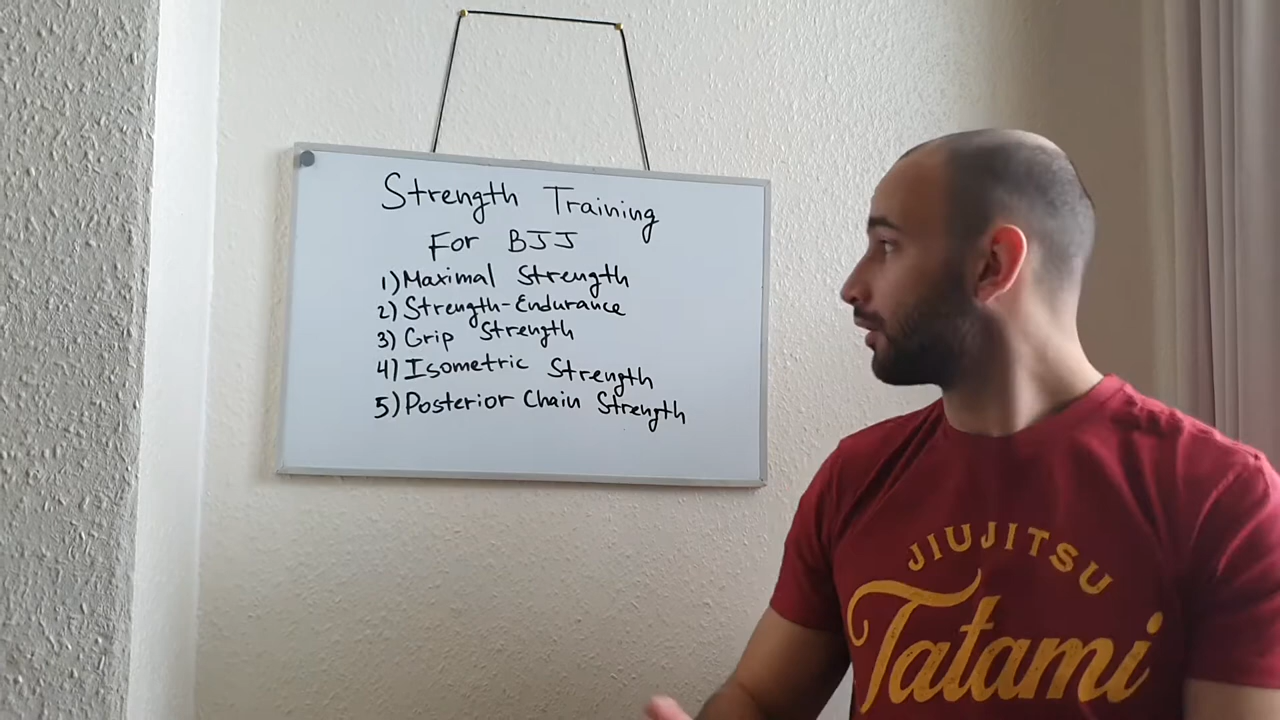 Strength Training
For BJJ
1) Maximal Strength
2) Strength-Endurance
3) Grip Strength
4) Isometric Strength
5) Posterior Chain Strength
JIUJITSU
Tatami